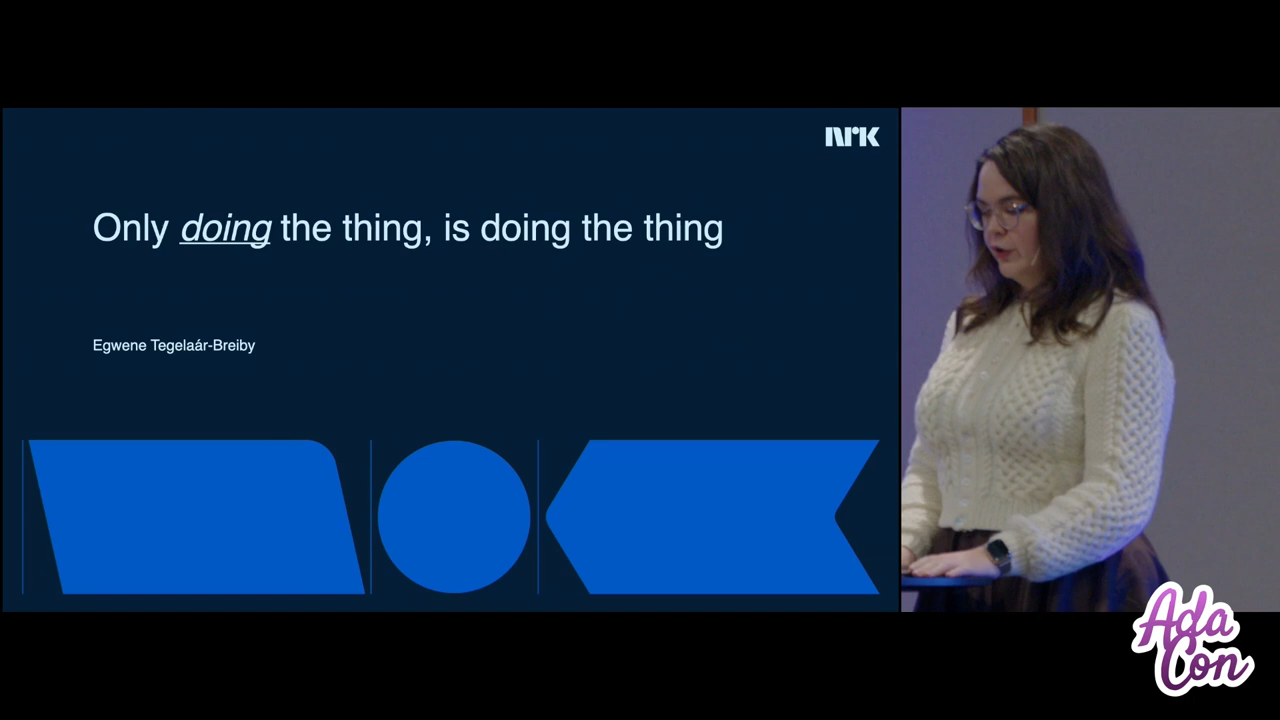 NRK
Only doing the thing, is doing the thing
Egwene Tegelaár-Breiby
Ada
Con